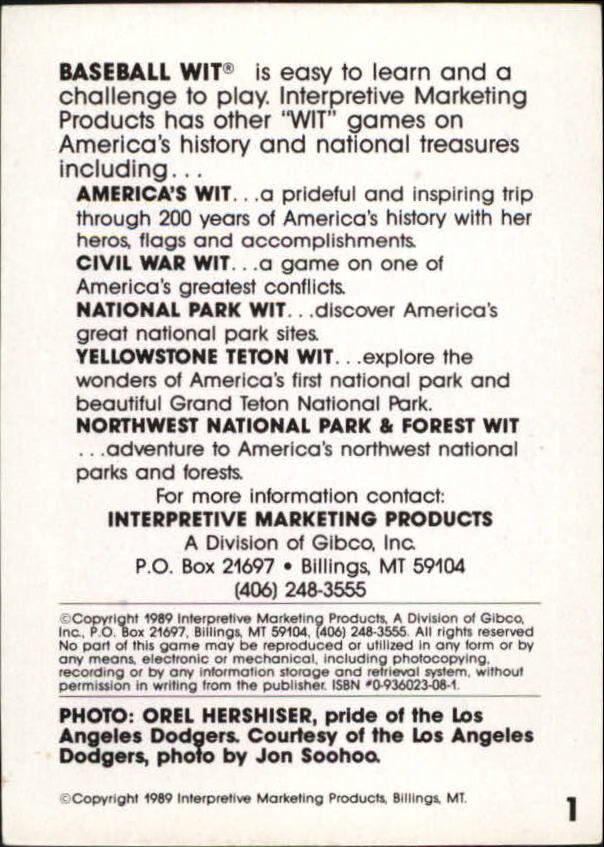 BASEBALL WIT® is easy to learn and a
challenge to play. Interpretive Marketing
Products has other "WIT" games on
America's history and national treasures
including...
AMERICA'S WIT...a prideful and inspiring trip
through 200 years of America's history with her
heros, flags and accomplishments.
CIVIL WAR WIT...a game on one of
America's greatest conflicts.
NATIONAL PARK WIT...discover America's
great national park sites.
YELLOWSTONE TETON WIT...explore the
wonders of America's first national park and
beautiful Grand Teton National Park.
NORTHWEST NATIONAL PARK & FOREST WIT
...adventure to America's northwest national
parks and forests.
For more information contact:
INTERPRETIVE MARKETING PRODUCTS
A Division of Gibco, Inc.
P.O. Box 21697 • Billings, MT 59104
(406) 248-3555
©Copyright 1989 Interpretive Marketing Products, A Division of Gibco,
Inc., P.O. Box 21697, Billings, MT 59104, (406) 248-3555. All rights reserved
No part of this game may be reproduced or utilized in any form or by
any means, electronic or mechanical, including photocopying,
recording or by any information storage and retrieval system, without
permission in writing from the publisher. ISBN #0-936023-08-1.
PHOTO: OREL HERSHISER, pride of the Los
Angeles Dodgers. Courtesy of the Los Angeles
Dodgers, photo by Jon Soohoo.
©Copyright 1989 Interpretive Marketing Products, Billings, MT.
1